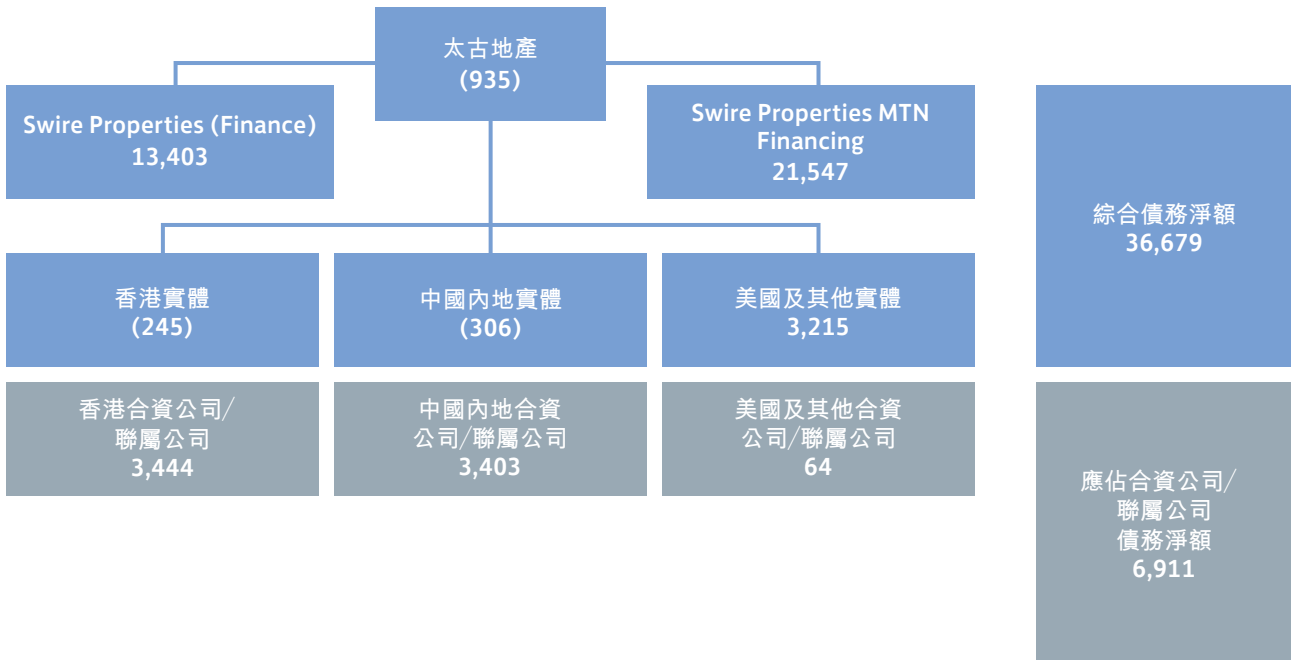 太古地產
(935)
Swire Properties (Finance)
13,403
Swire Properties MTN
Financing
21,547
綜合債務淨額
36,679
香港實體
(245)
中國內地實體
(306)
美國及其他實體
3,215
香港合資公司/
聯屬公司
3,444
中國內地合資
公司/聯屬公司
3,403
美國及其他合資
公司/聯屬公司
64
應佔合資公司/
聯屬公司
債務淨額
6,911